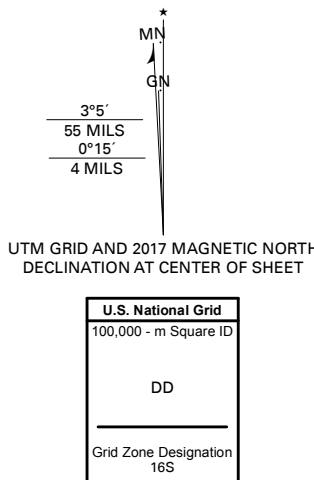 MN
GN
3°5´
55 MILS
0°15´
4 MILS
UTM GRID AND 2017 MAGNETIC NORTH
DECLINATION AT CENTER OF SHEET
U.S. National Grid
100,000 - m Square ID
DD
Grid Zone Designation
16S